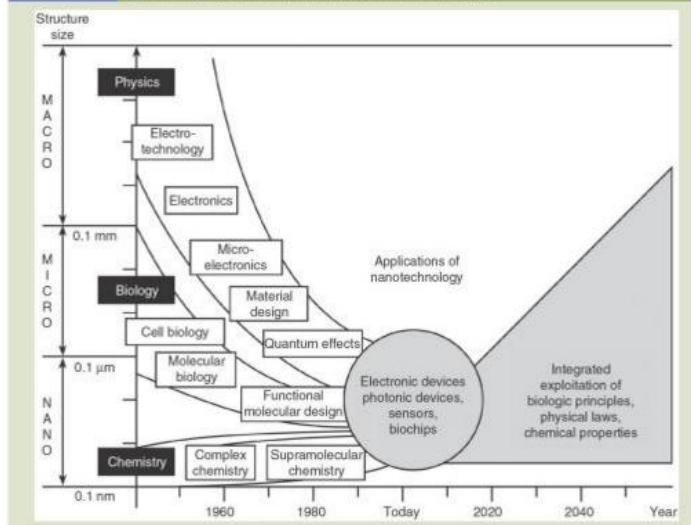 Structure
size
Physics
MACRO
Electro-
technology
Electronics
0.1 mm
Micro-
electronics
Applications of
nanotechnology
MICRO
Biology
Material
design
Cell biology
Quantum effects
0.1 μm
Molecular
biology
Electronic devices
photonic devices,
sensors,
biochips
Integrated
exploitation of
biologic principles,
physical laws,
chemical properties
Functional
molecular design
NANO
Chemistry
Complex
chemistry
Supramolecular
chemistry
0.1 nm
1960 1980 Today 2020 2040 Year